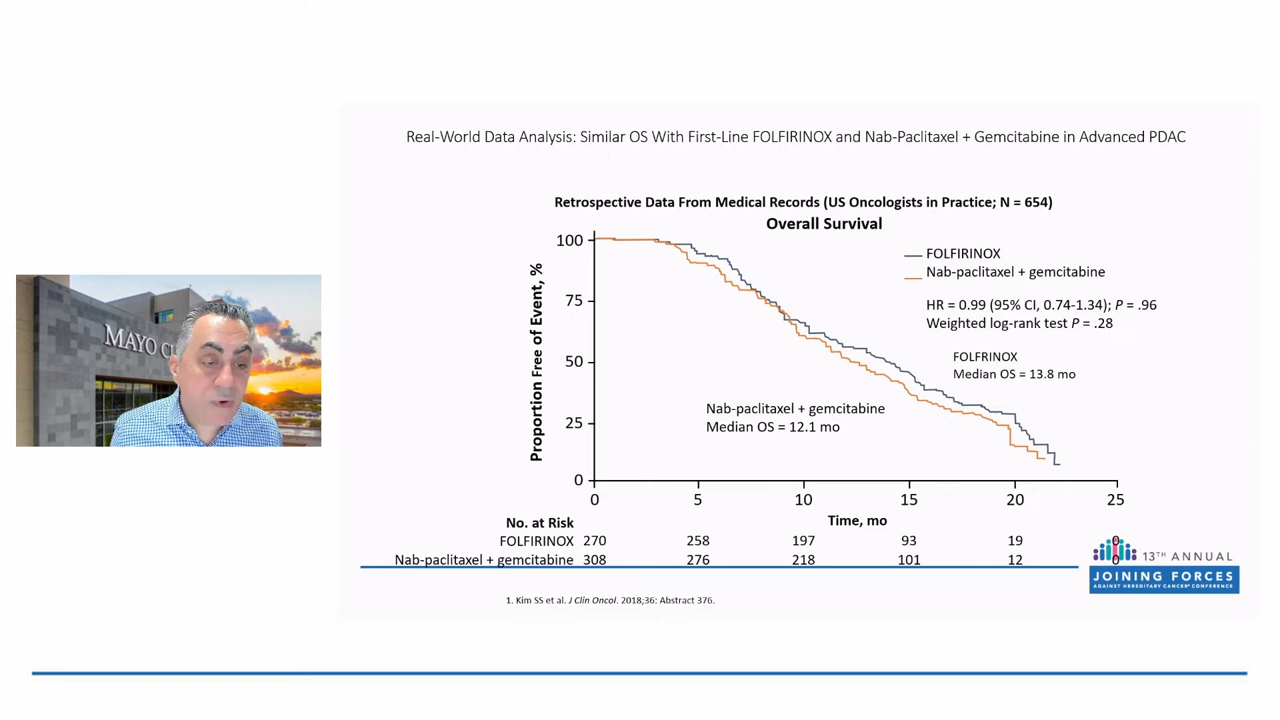 Real-World Data Analysis: Similar OS With First-Line FOLFIRINOX and Nab-Paclitaxel + Gemcitabine in Advanced PDAC
Retrospective Data From Medical Records (US Oncologists in Practice; N = 654)
Overall Survival
Proportion Free of Event, %
100
75
50
25
0
FOLFIRINOX
Nab-paclitaxel + gemcitabine
HR = 0.99 (95% CI, 0.74-1.34); P = .96
Weighted log-rank test P = .28
FOLFRINOX
Median OS = 13.8 mo
Nab-paclitaxel + gemcitabine
Median OS = 12.1 mo
0 5 10 15 20 25
Time, mo
No. at Risk
FOLFIRINOX 270 258 197 93 19 0
Nab-paclitaxel + gemcitabine 308 276 218 101 12 0
1. Kim SS et al. J Clin Oncol. 2018;36: Abstract 376.
13TH ANNUAL
JOINING FORCES
AGAINST HEREDITARY CANCER® CONFERENCE
MAYO C